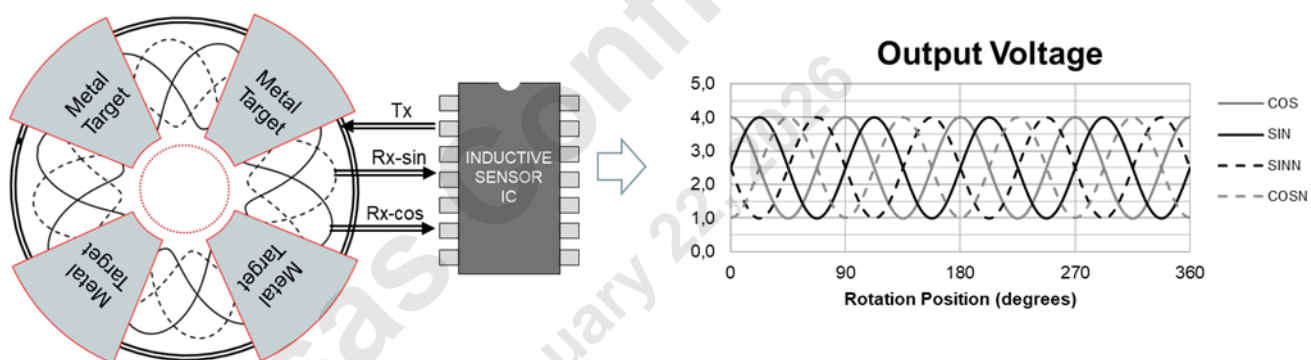 Metal
Target
Metal
Target
Metal
Target
Metal
Target
Tx
Rx-sin
Rx-cos
INDUCTIVE
SENSOR
IC
Output Voltage
5,0
4,0
3,0
2,0
1,0
0,0
0 90 180 270 360
Rotation Position (degrees)
COS
SIN
SINN
COSN
22, 2026